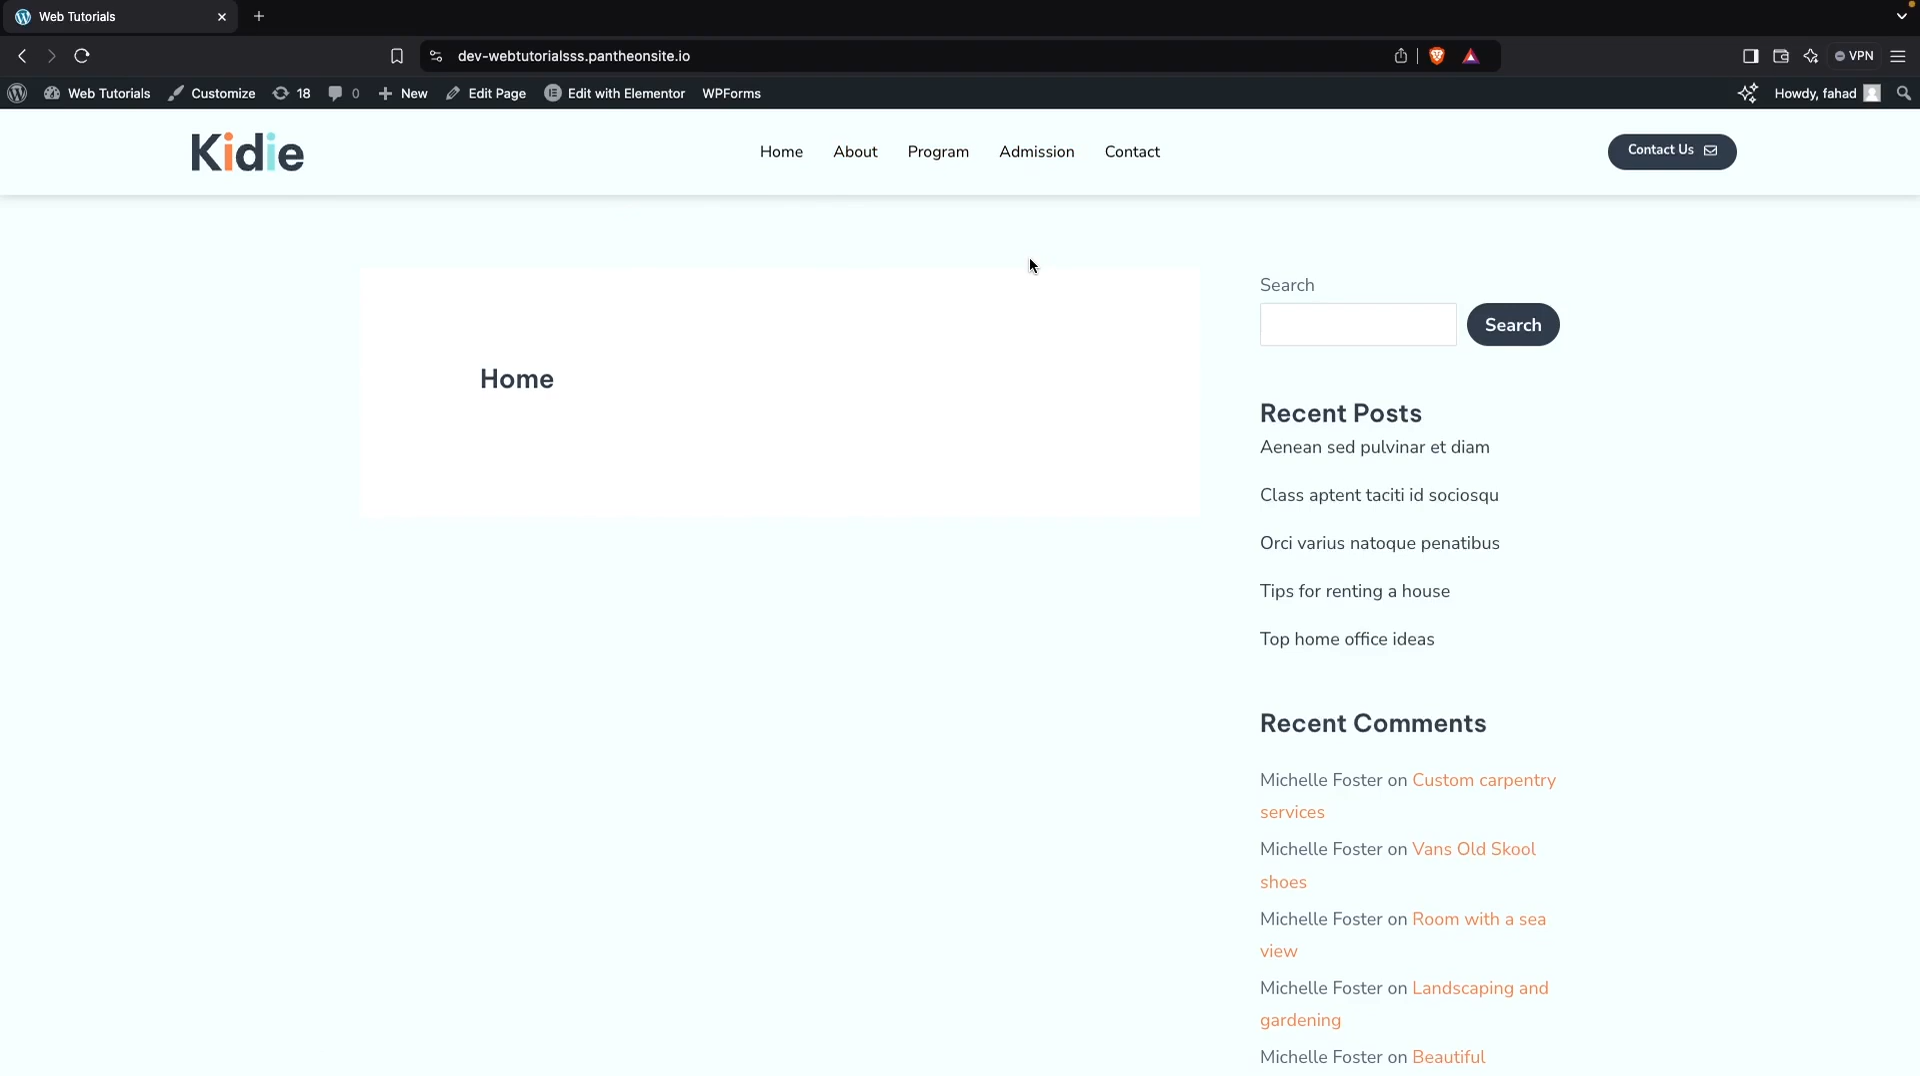 Web Tutorials
dev-webtutorialsss.pantheonsite.io
VPN
Web Tutorials
Customize
18
0
New
Edit Page
Edit with Elementor
WPForms
Howdy, fahad
Kidie
Home
About
Program
Admission
Contact
Contact Us
Home
Search
Search
Recent Posts
Aenean sed pulvinar et diam
Class aptent taciti id sociosqu
Orci varius natoque penatibus
Tips for renting a house
Top home office ideas
Recent Comments
Michelle Foster on Custom carpentry
services
Michelle Foster on Vans Old Skool
shoes
Michelle Foster on Room with a sea
view
Michelle Foster on Landscaping and
gardening
Michelle Foster on Beautiful